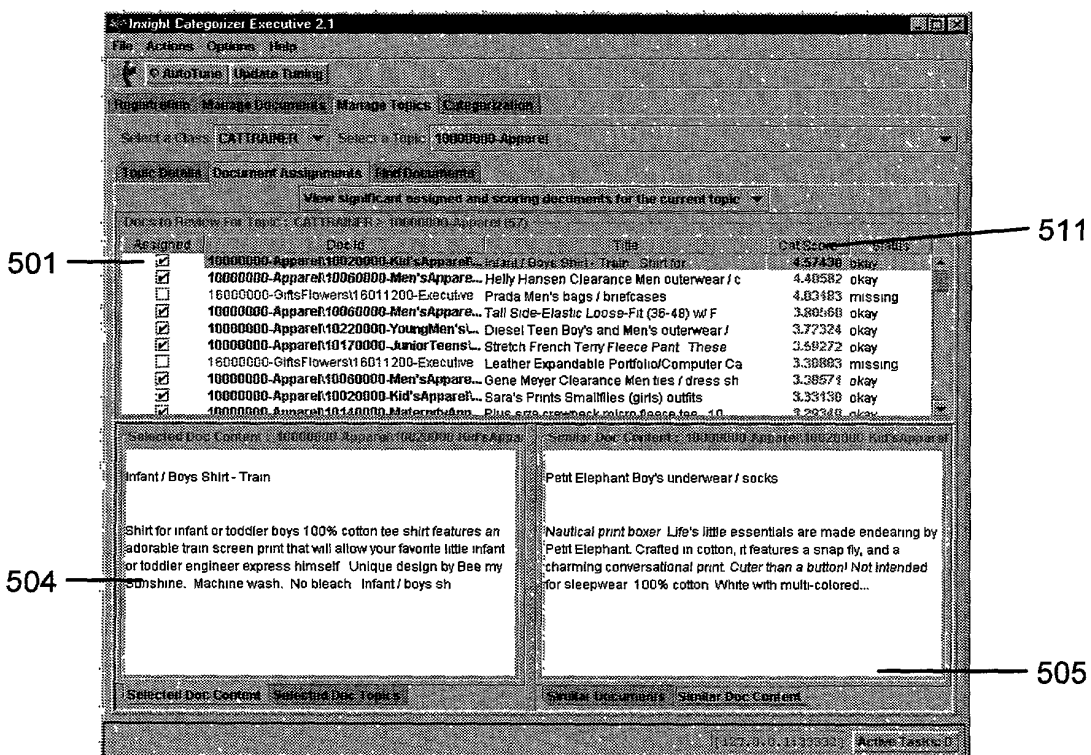 Insight Categorizer Executive 2.1
File Actions Options Help
© AutoTune Update Tuning
Registration Manage Documents Manage Topics Categorization
Select a Class CATTRAINER Select a Topic 10000000-Apparel
Topic Details Document Assignments Find Documents
View significant assigned and scoring documents for the current topic
Docs to Review For Topic : CATTRAINER > 10000000-Apparel (57)
Assigned Doc Id Title Cat Score Status
511
501
10000000-Apparel\10020000-Kid'sApparel\... Infant / Boys Shirt - Train Shirt for 4.57430 okay
10000000-Apparel\10060000-Men'sAppare... Helly Hansen Clearance Men outerwear / c 4.40582 okay
16000000-GiftsFlowers\16011200-Executive Prada Men's bags / briefcases missing
10000000-Apparel\10060000-Men'sAppare... Tall Side-Elastic Loose-Fit (36-48) w/ F okay
10000000-Apparel\10220000-YoungMen's\... Diesel Teen Boy's and Men's outerwear / 3.77324 okay
10000000-Apparel\10170000-JuniorTeens\... Stretch French Terry Fleece Pant These 3.59272 okay
16000000-GiftsFlowers\16011200-Executive Leather Expandable Portfolio/Computer Ca missing
10000000-Apparel\10060000-Men'sAppare... Gene Meyer Clearance Men ties / dress sh 3.38571 okay
10000000-Apparel\10020000-Kid'sApparel\... Sara's Prints Smallfiles (girls) outfits 3.33130 okay
10000000-Apparel\10140000-MaternityApp... Plus size crewneck micro fleece tee 10 okay
Selected Doc Content : 10000000-Apparel\10020000-Kid'sAppar
Similar Doc Content : 10000000-Apparel\10020000-Kid'sApparel
Infant / Boys Shirt - Train
Shirt for infant or toddler boys 100% cotton tee shirt features an
adorable train screen print that will allow your favorite little infant
or toddler engineer express himself Unique design by Bee my
Sunshine. Machine wash. No bleach Infant / boys sh
504
Petit Elephant Boy's underwear / socks
Nautical print boxer Life's little essentials are made endearing by
Petit Elephant. Crafted in cotton, it features a snap fly, and a
charming conversational print. Cuter than a button! Not intended
for sleepwear 100% cotton White with multi-colored...
505
Selected Doc Content Selected Doc Topics
Similar Documents Similar Doc Content
Active Tasks: